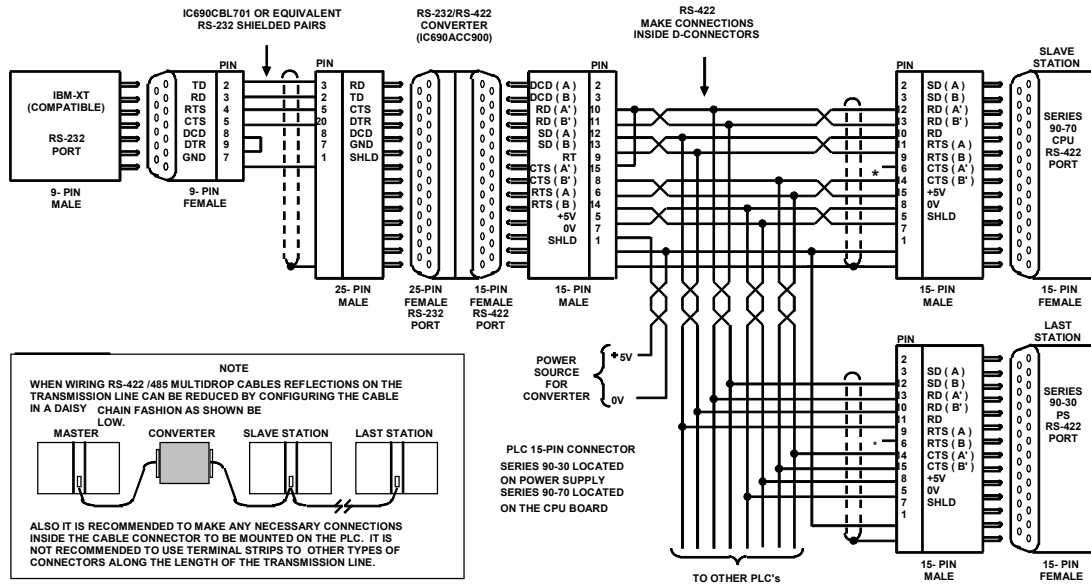 IC690CBL701 OR EQUIVALENT
RS-232 SHIELDED PAIRS
RS-232/RS-422
CONVERTER
(IC690ACC900)
RS-422
MAKE CONNECTIONS
INSIDE D-CONNECTORS
SLAVE
STATION
IBM-XT
(COMPATIBLE)
RS-232
PORT
9- PIN
MALE
PIN
TD 2
RD 3
RTS 4
CTS 5
DCD 8
DTR 9
GND 7
9- PIN
FEMALE
PIN
3 RD
2 TD
5 CTS
20 DTR
8 DCD
7 GND
1 SHLD
25- PIN
MALE
25-PIN
FEMALE
RS-232
PORT
15-PIN
FEMALE
RS-422
PORT
PIN
DCD ( A ) 2
DCD ( B ) 3
RD ( A' ) 10
RD ( B' ) 11
SD ( A ) 12
SD ( B ) 13
RT 9
CTS ( A' ) 15
CTS ( B' ) 8
RTS ( A ) 6
RTS ( B ) 14
+5V 5
0V 7
SHLD 1
15- PIN
MALE
PIN
2 SD ( A )
3 SD ( B )
12 RD ( A' )
13 RD ( B' )
10 RD
11 RTS ( A )
9 RTS ( B )
* 6 CTS ( A' )
14 CTS ( B' )
15 +5V
8 0V
5 SHLD
7
1
15- PIN
MALE
SERIES
90-70
CPU
RS-422
PORT
15- PIN
FEMALE
LAST
STATION
PIN
2
3 SD ( A )
12 SD ( B )
13 RD ( A' )
10 RD ( B' )
11 RD
9 RTS ( A )
* 6 RTS ( B )
14 CTS ( A' )
15 CTS ( B' )
8 +5V
5 0V
7 SHLD
1
15- PIN
MALE
SERIES
90-30
PS
RS-422
PORT
15- PIN
FEMALE
POWER
SOURCE
FOR
CONVERTER
+ 5V
0V
PLC 15-PIN CONNECTOR
SERIES 90-30 LOCATED
ON POWER SUPPLY
SERIES 90-70 LOCATED
ON THE CPU BOARD
TO OTHER PLC's
NOTE
WHEN WIRING RS-422 /485 MULTIDROP CABLES REFLECTIONS ON THE
TRANSMISSION LINE CAN BE REDUCED BY CONFIGURING THE CABLE
IN A DAISY CHAIN FASHION AS SHOWN BE
LOW.
MASTER CONVERTER SLAVE STATION LAST STATION
ALSO IT IS RECOMMENDED TO MAKE ANY NECESSARY CONNECTIONS
INSIDE THE CABLE CONNECTOR TO BE MOUNTED ON THE PLC. IT IS
NOT RECOMMENDED TO USE TERMINAL STRIPS TO OTHER TYPES OF
CONNECTORS ALONG THE LENGTH OF THE TRANSMISSION LINE.